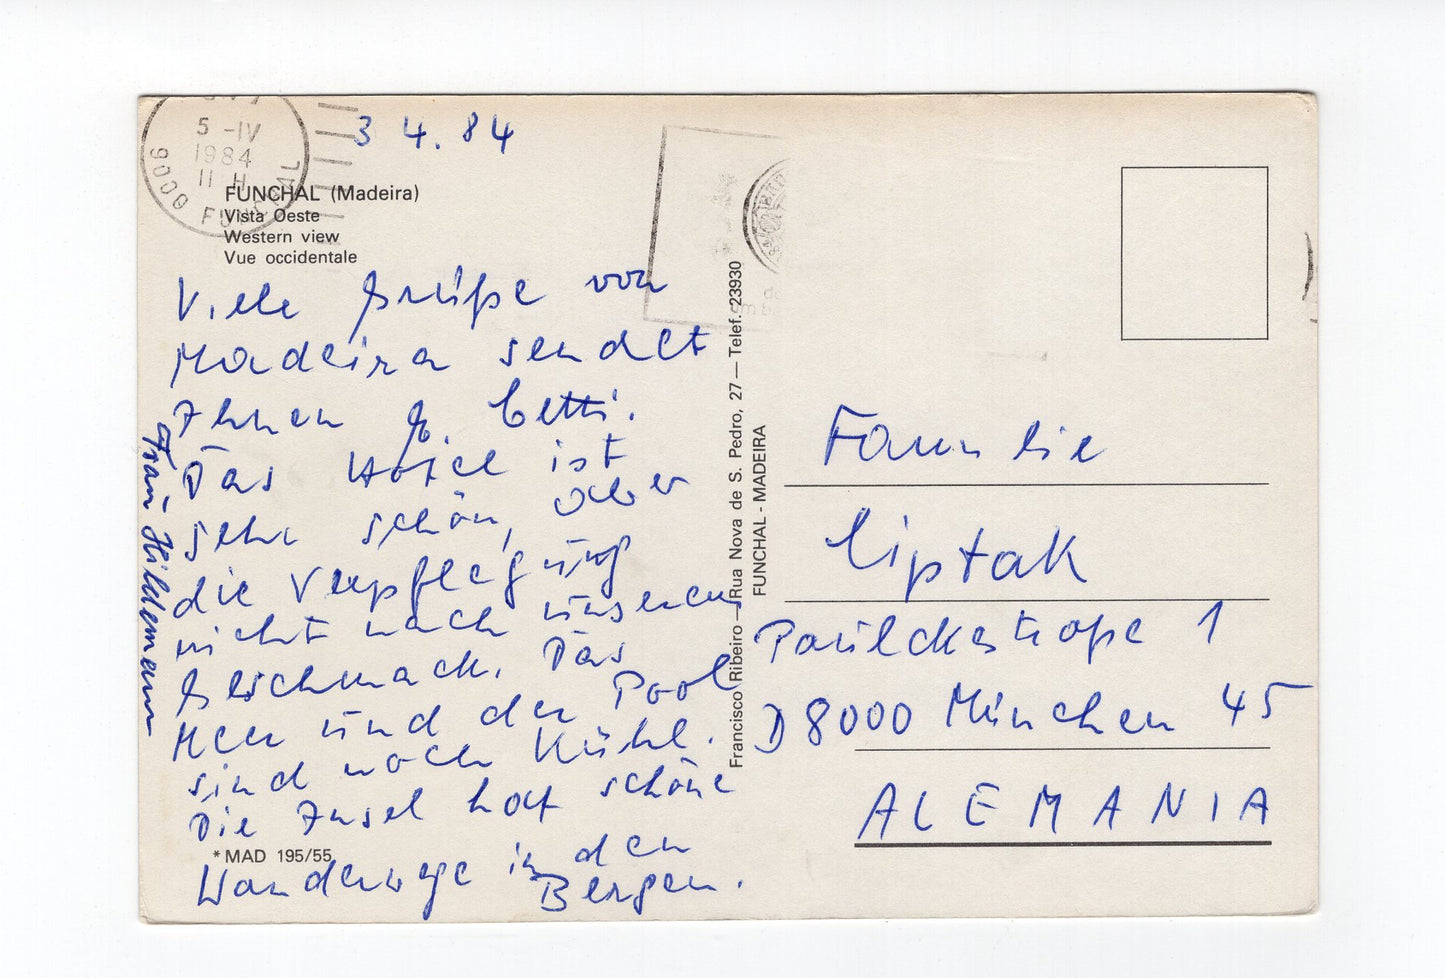 5 -IV
1984
11 H
9000 FUNCHAL
3 4. 84
FUNCHAL (Madeira)
Vista Oeste
Western view
Vue occidentale
Viele Grüße von
Madeira sendet
Ihnen G. Cetti.
Das Hotel ist
sehr schön, aber
die Verpflegung
nicht nach unserem
Geschmack. Das
Meer und der Pool
sind noch kühl.
Die Insel hat schöne
Wanderwege in den
Bergen.
Frau Hildemann
*MAD 195/55
Francisco Ribeiro — Rua Nova de S. Pedro, 27 — Telef. 23930
FUNCHAL - MADEIRA
Familie
Liptak
Paulckestraße 1
D 8000 München 45
ALEMANIA